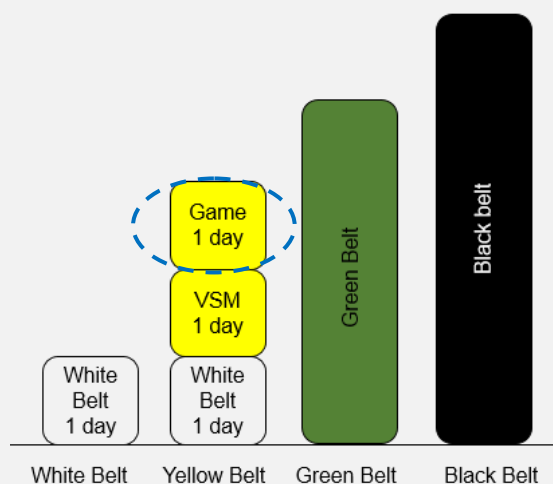 Game
1 day
VSM
1 day
White
Belt
1 day
White
Belt
1 day
Green Belt
Black belt
White Belt
Yellow Belt
Green Belt
Black Belt